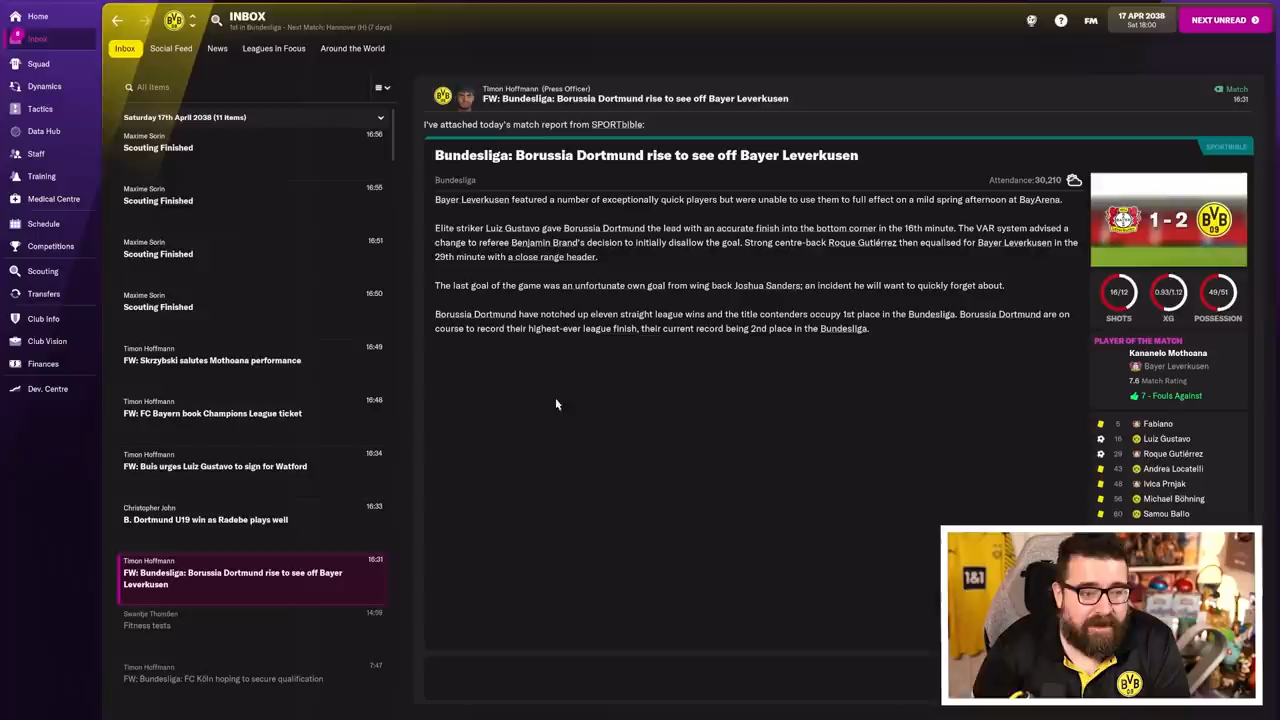 Home
INBOX
1st in Bundesliga - Next Match: Hannover (H) (7 days)
FM
17 APR 2038
Sat 18:00
NEXT UNREAD
Inbox
Squad
Dynamics
Tactics
Data Hub
Staff
Training
Medical Centre
Schedule
Competitions
Scouting
Transfers
Club Info
Club Vision
Finances
Dev. Centre
Inbox
Social Feed
News
Leagues in Focus
Around the World
All Items
Saturday 17th April 2038 (11 Items)
Maxime Sorin
16:56
Scouting Finished
Maxime Sorin
16:55
Scouting Finished
Maxime Sorin
16:51
Scouting Finished
Maxime Sorin
16:50
Scouting Finished
Timon Hoffmann
16:49
FW: Skrzybski salutes Mothoana performance
Timon Hoffmann
16:48
FW: FC Bayern book Champions League ticket
Timon Hoffmann
16:34
FW: Buis urges Luiz Gustavo to sign for Watford
Christopher John
16:33
B. Dortmund U19 win as Radebe plays well
Timon Hoffmann
16:31
FW: Bundesliga: Borussia Dortmund rise to see off Bayer
Leverkusen
Swantje Thomßen
14:59
Fitness tests
Timon Hoffmann
7:47
FW: Bundesliga: FC Köln hoping to secure qualification
Timon Hoffmann (Press Officer)
FW: Bundesliga: Borussia Dortmund rise to see off Bayer Leverkusen
Match
16:31
I've attached today's match report from SPORTbible:
SPORTBIBLE
Bundesliga: Borussia Dortmund rise to see off Bayer Leverkusen
Bundesliga
Attendance: 30,210
Bayer Leverkusen featured a number of exceptionally quick players but were unable to use them to full effect on a mild spring afternoon at BayArena.
Elite striker Luiz Gustavo gave Borussia Dortmund the lead with an accurate finish into the bottom corner in the 16th minute. The VAR system advised a
change to referee Benjamin Brand's decision to initially disallow the goal. Strong centre-back Roque Gutiérrez then equalised for Bayer Leverkusen in the
29th minute with a close range header.
The last goal of the game was an unfortunate own goal from wing back Joshua Sanders; an incident he will want to quickly forget about.
Borussia Dortmund have notched up eleven straight league wins and the title contenders occupy 1st place in the Bundesliga. Borussia Dortmund are on
course to record their highest-ever league finish, their current record being 2nd place in the Bundesliga.
1 - 2
BVB
09
16/12
0.93/1.12
49/51
SHOTS
XG
POSSESSION
PLAYER OF THE MATCH
Kananelo Mothoana
Bayer Leverkusen
7.6 Match Rating
7 - Fouls Against
5 Fabiano
16 Luiz Gustavo
29 Roque Gutiérrez
43 Andrea Locatelli
48 Ivica Prnjak
56 Michael Böhning
60 Samou Ballo
1&1
BVB
09